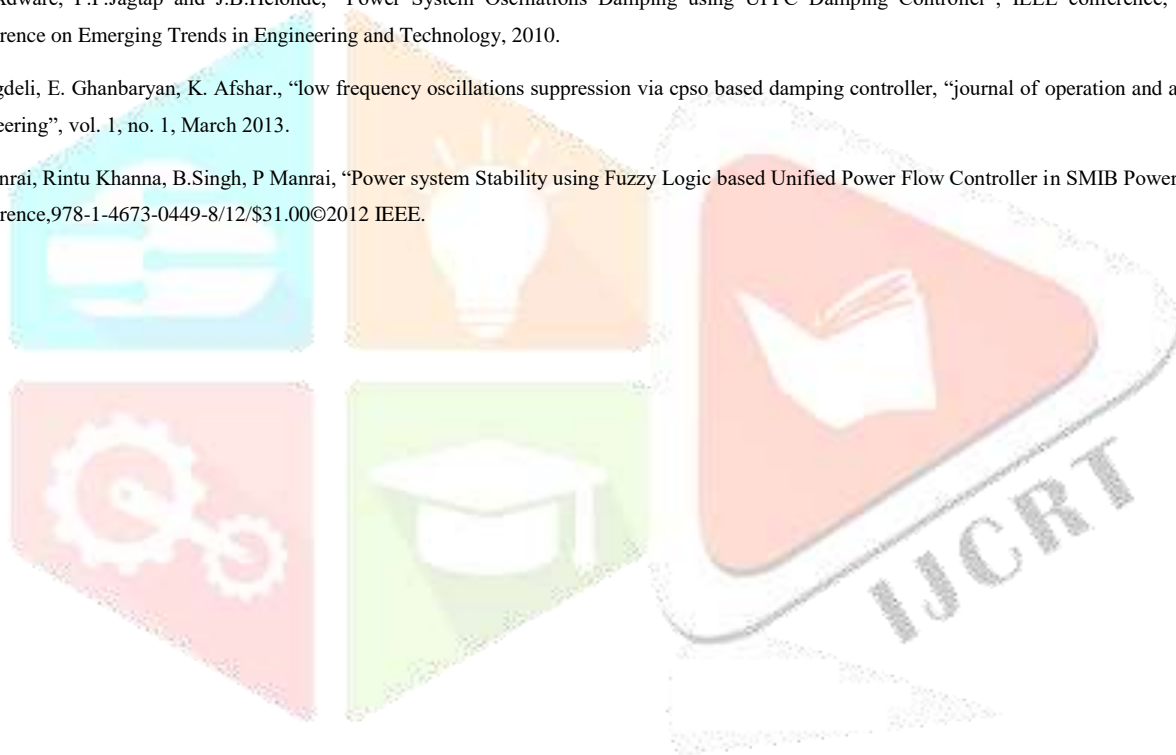 P.P.Jagtap and J.B.Helonde, "Power System Oscillations Damping using UPFC Damping Controller", IEEE conference,
rence on Emerging Trends in Engineering and Technology, 2010.
gdeli, E. Ghanbaryan, K. Afshar., “low frequency oscillations suppression via cpso based damping controller, “journal of operation and a
eering”, vol. 1, no. 1, March 2013.
nrai, Rintu Khanna, B.Singh, P Manrai, “Power system Stability using Fuzzy Logic based Unified Power Flow Controller in SMIB Power
rence,978-1-4673-0449-8/12/$31.00©2012 IEEE.
IJCRT